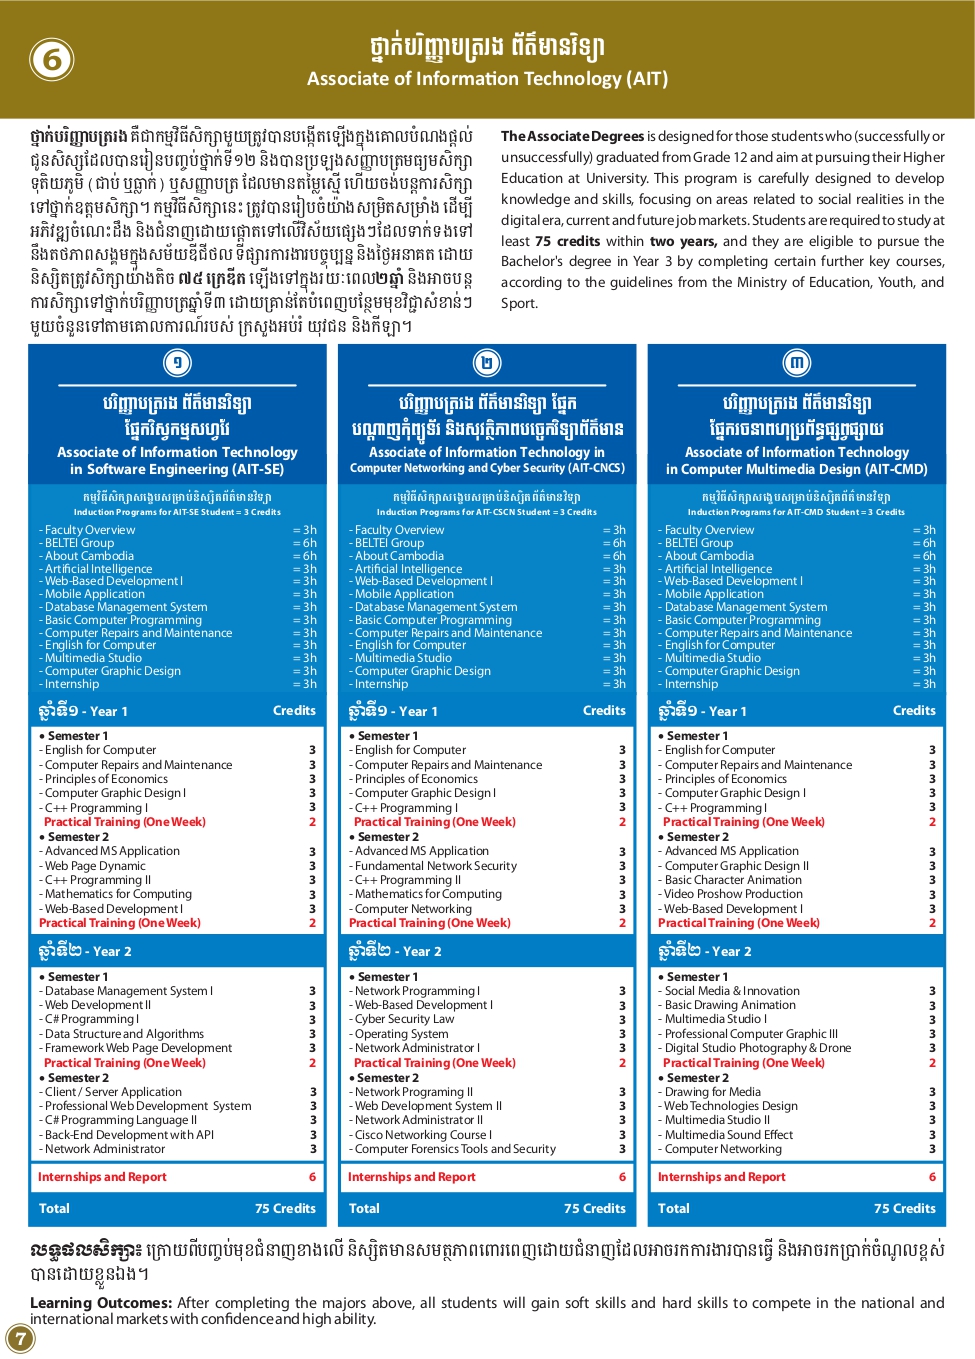 6
ថ្នាក់បរិញ្ញាបត្ររង ព័ត៌មានវិទ្យា
Associate of Information Technology (AIT)
ថ្នាក់បរិញ្ញាបត្ររង គឺជាកម្មវិធីសិក្សាមួយត្រូវបានបង្កើតឡើងក្នុងគោលបំណងផ្តល់
ជូនសិស្សដែលបានរៀនបញ្ចប់ថ្នាក់ទី១២ និងបានប្រឡងសញ្ញាបត្រមធ្យមសិក្សា
ទុតិយភូមិ ( ជាប់ ឬធ្លាក់ ) ឬសញ្ញាបត្រ ដែលមានតម្លៃស្មើ ហើយចង់បន្តការសិក្សា
ទៅថ្នាក់ឧត្តមសិក្សា។ កម្មវិធីសិក្សានេះ ត្រូវបានរៀបចំយ៉ាងសម្រិតសម្រាំង ដើម្បី
អភិវឌ្ឍចំណេះដឹង និងជំនាញដោយផ្តោតទៅលើវិស័យផ្សេងៗដែលទាក់ទងទៅ
នឹងតថភាពសង្គមក្នុងសម័យឌីជីថល ទីផ្សារការងារបច្ចុប្បន្ន និងថ្ងៃអនាគត ដោយ
និស្សិតត្រូវសិក្សាយ៉ាងតិច ៧៥ ក្រេឌីត ឡើងទៅក្នុងរយៈពេល២ឆ្នាំ និងអាចបន្ត
ការសិក្សាទៅថ្នាក់បរិញ្ញាបត្រឆ្នាំទី៣ ដោយគ្រាន់តែបំពេញបន្ថែមមុខវិជ្ជាសំខាន់ៗ
មួយចំនួនទៅតាមគោលការណ៍របស់ ក្រសួងអប់រំ យុវជន និងកីឡា។
The Associate Degrees is designed for those students who (successfully or
unsuccessfully) graduated from Grade 12 and aim at pursuing their Higher
Education at University. This program is carefully designed to develop
knowledge and skills, focusing on areas related to social realities in the
digital era, current and future job markets. Students are required to study at
least 75 credits within two years, and they are eligible to pursue the
Bachelor's degree in Year 3 by completing certain further key courses,
according to the guidelines from the Ministry of Education, Youth, and
Sport.
១
បរិញ្ញាបត្ររង ព័ត៌មានវិទ្យា
ផ្នែកវិស្វកម្មសហ្វវែរ
Associate of Information Technology
in Software Engineering (AIT-SE)
កម្មវិធីសិក្សាសង្ខេបសម្រាប់និស្សិតព័ត៌មានវិទ្យា
Induction Programs for AIT-SE Student = 3 Credits
- Faculty Overview = 3h
- BELTEI Group = 6h
- About Cambodia = 6h
- Artificial Intelligence = 3h
- Web-Based Development I = 3h
- Mobile Application = 3h
- Database Management System = 3h
- Basic Computer Programming = 3h
- Computer Repairs and Maintenance = 3h
- English for Computer = 3h
- Multimedia Studio = 3h
- Computer Graphic Design = 3h
- Internship = 3h
ឆ្នាំទី១ - Year 1 Credits
• Semester 1
- English for Computer 3
- Computer Repairs and Maintenance 3
- Principles of Economics 3
- Computer Graphic Design I 3
- C++ Programming I 3
Practical Training (One Week) 2
• Semester 2
- Advanced MS Application 3
- Web Page Dynamic 3
- C++ Programming II 3
- Mathematics for Computing 3
- Web-Based Development I 3
Practical Training (One Week) 2
ឆ្នាំទី២ - Year 2
• Semester 1
- Database Management System I 3
- Web Development II 3
- C# Programming I 3
- Data Structure and Algorithms 3
- Framework Web Page Development 3
Practical Training (One Week) 2
• Semester 2
- Client / Server Application 3
- Professional Web Development System 3
- C# Programming Language II 3
- Back-End Development with API 3
- Network Administrator 3
Internships and Report 6
Total 75 Credits
២
បរិញ្ញាបត្ររង ព័ត៌មានវិទ្យា ផ្នែក
បណ្តាញកុំព្យូទ័រ និងសុវត្ថិភាពបច្ចេកវិទ្យាព័ត៌មាន
Associate of Information Technology in
Computer Networking and Cyber Security (AIT-CNCS)
កម្មវិធីសិក្សាសង្ខេបសម្រាប់និស្សិតព័ត៌មានវិទ្យា
Induction Programs for AIT-CSCN Student = 3 Credits
- Faculty Overview = 3h
- BELTEI Group = 6h
- About Cambodia = 6h
- Artificial Intelligence = 3h
- Web-Based Development I = 3h
- Mobile Application = 3h
- Database Management System = 3h
- Basic Computer Programming = 3h
- Computer Repairs and Maintenance = 3h
- English for Computer = 3h
- Multimedia Studio = 3h
- Computer Graphic Design = 3h
- Internship = 3h
ឆ្នាំទី១ - Year 1 Credits
• Semester 1
- English for Computer 3
- Computer Repairs and Maintenance 3
- Principles of Economics 3
- Computer Graphic Design I 3
- C++ Programming I 3
Practical Training (One Week) 2
• Semester 2
- Advanced MS Application 3
- Fundamental Network Security 3
- C++ Programming II 3
- Mathematics for Computing 3
- Computer Networking 3
Practical Training (One Week) 2
ឆ្នាំទី២ - Year 2
• Semester 1
- Network Programming I 3
- Web-Based Development I 3
- Cyber Security Law 3
- Operating System 3
- Network Administrator I 3
Practical Training (One Week) 2
• Semester 2
- Network Programing II 3
- Web Development System II 3
- Network Administrator II 3
- Cisco Networking Course I 3
- Computer Forensics Tools and Security 3
Internships and Report 6
Total 75 Credits
៣
បរិញ្ញាបត្ររង ព័ត៌មានវិទ្យា
ផ្នែករចនាពហុប្រព័ន្ធផ្សព្វផ្សាយ
Associate of Information Technology
in Computer Multimedia Design (AIT-CMD)
កម្មវិធីសិក្សាសង្ខេបសម្រាប់និស្សិតព័ត៌មានវិទ្យា
Induction Programs for AIT-CMD Student = 3 Credits
- Faculty Overview = 3h
- BELTEI Group = 6h
- About Cambodia = 6h
- Artificial Intelligence = 3h
- Web-Based Development I = 3h
- Mobile Application = 3h
- Database Management System = 3h
- Basic Computer Programming = 3h
- Computer Repairs and Maintenance = 3h
- English for Computer = 3h
- Multimedia Studio = 3h
- Computer Graphic Design = 3h
- Internship = 3h
ឆ្នាំទី១ - Year 1 Credits
• Semester 1
- English for Computer 3
- Computer Repairs and Maintenance 3
- Principles of Economics 3
- Computer Graphic Design I 3
- C++ Programming I 3
Practical Training (One Week) 2
• Semester 2
- Advanced MS Application 3
- Computer Graphic Design II 3
- Basic Character Animation 3
- Video Proshow Production 3
- Web-Based Development I 3
Practical Training (One Week) 2
ឆ្នាំទី២ - Year 2
• Semester 1
- Social Media & Innovation 3
- Basic Drawing Animation 3
- Multimedia Studio I 3
- Professional Computer Graphic III 3
- Digital Studio Photography & Drone 3
Practical Training (One Week) 2
• Semester 2
- Drawing for Media 3
- Web Technologies Design 3
- Multimedia Studio II 3
- Multimedia Sound Effect 3
- Computer Networking 3
Internships and Report 6
Total 75 Credits
លទ្ធផលសិក្សា៖ ក្រោយពីបញ្ចប់មុខជំនាញខាងលើ និស្សិតមានសមត្ថភាពពោរពេញដោយជំនាញដែលអាចរកការងារបានធ្វើ និងអាចរកប្រាក់ចំណូលខ្ពស់
បានដោយខ្លួនឯង។
Learning Outcomes: After completing the majors above, all students will gain soft skills and hard skills to compete in the national and
international markets with confidence and high ability.
7